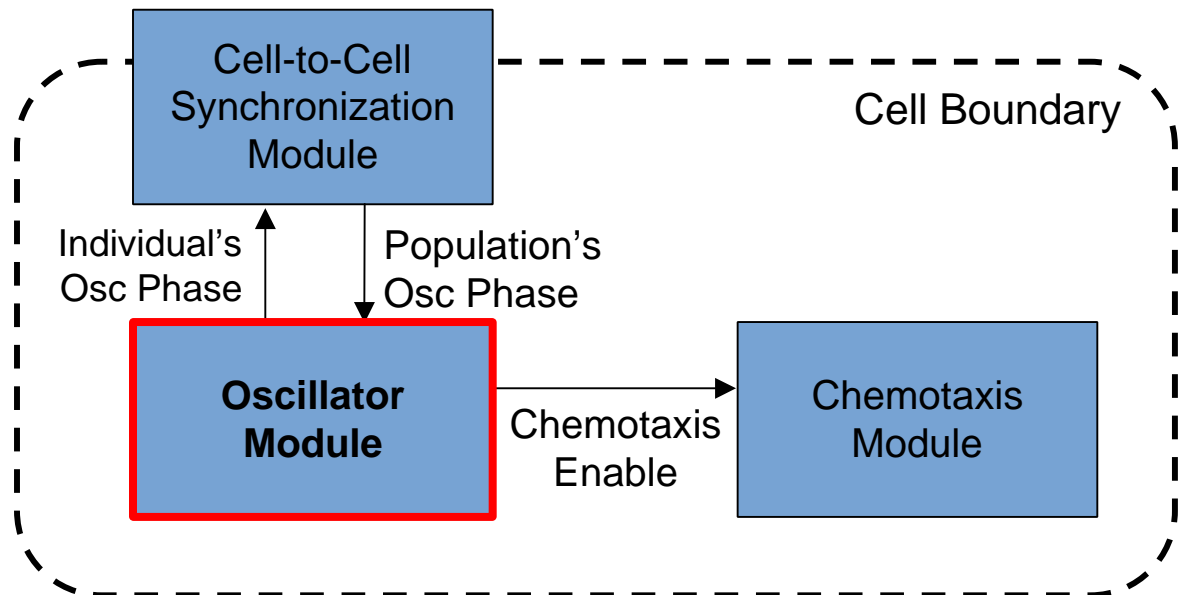 Cell-to-Cell
Synchronization
Module
Cell Boundary
Individual's
Osc Phase
Population's
Osc Phase
Oscillator
Module
Chemotaxis
Enable
Chemotaxis
Module